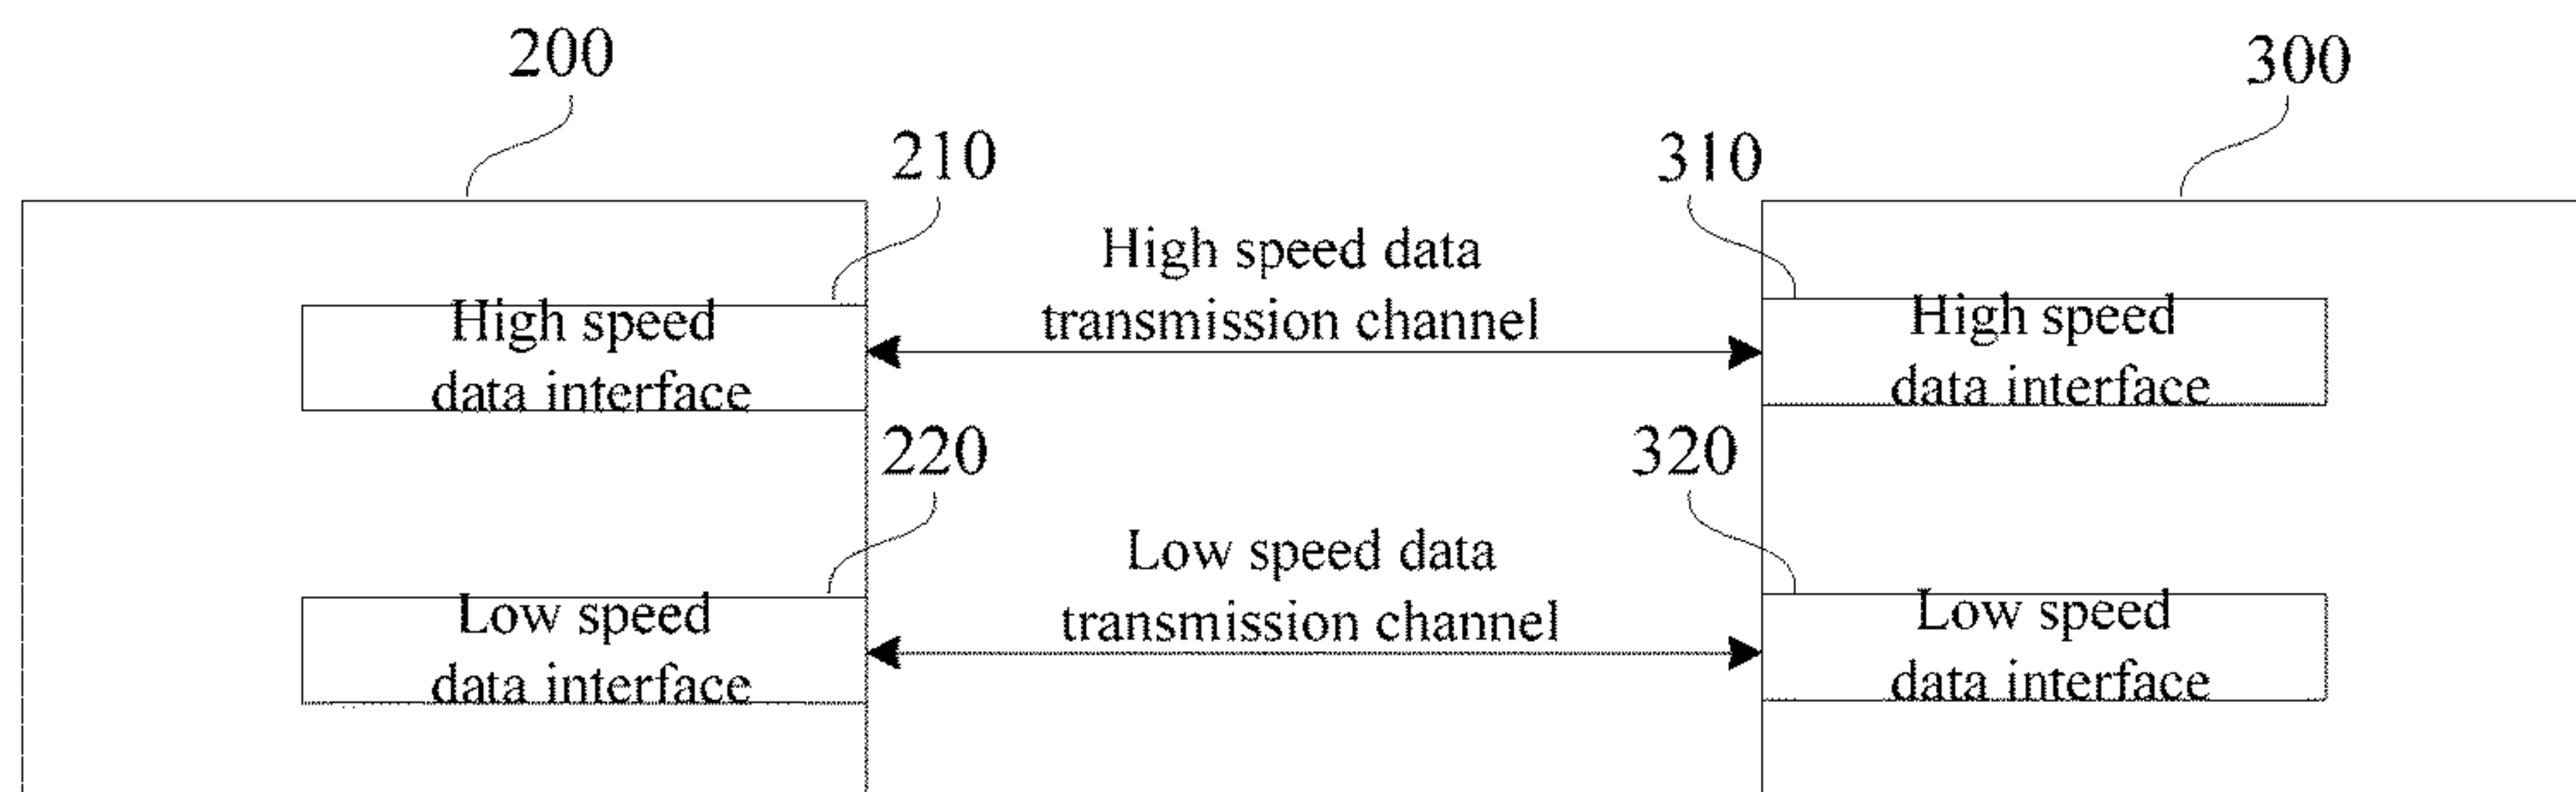 200
300
210
310
High speed data
transmission channel
High speed
data interface
High speed
data interface
220
320
Low speed data
transmission channel
Low speed
data interface
Low speed
data interface